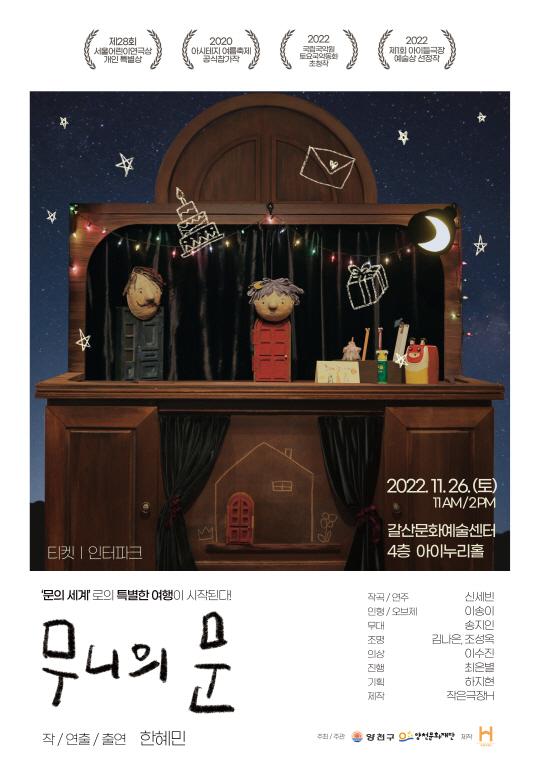 제28회
서울어린이연극상
개인 특별상
2020
아시테지 여름축제
공식참가작
2022
국립국악원
토요국악동화
초청작
2022
제1회 아이들극장
예술상 선정작
2022. 11. 26. (토)
11AM / 2PM
갈산문화예술센터
4층 아이누리홀
티켓 | 인터파크
'문의 세계'로의 특별한 여행이 시작된다!
무니의 문
작 / 연출 / 출연 한혜민
작곡 / 연주 신세빈
인형 / 오브제 이송이
무대 송지인
조명 김나은, 조성옥
의상 이수진
진행 최은별
기획 하지현
제작 작은극장H
주최 / 주관 양천구 양천문화재단 제작 H